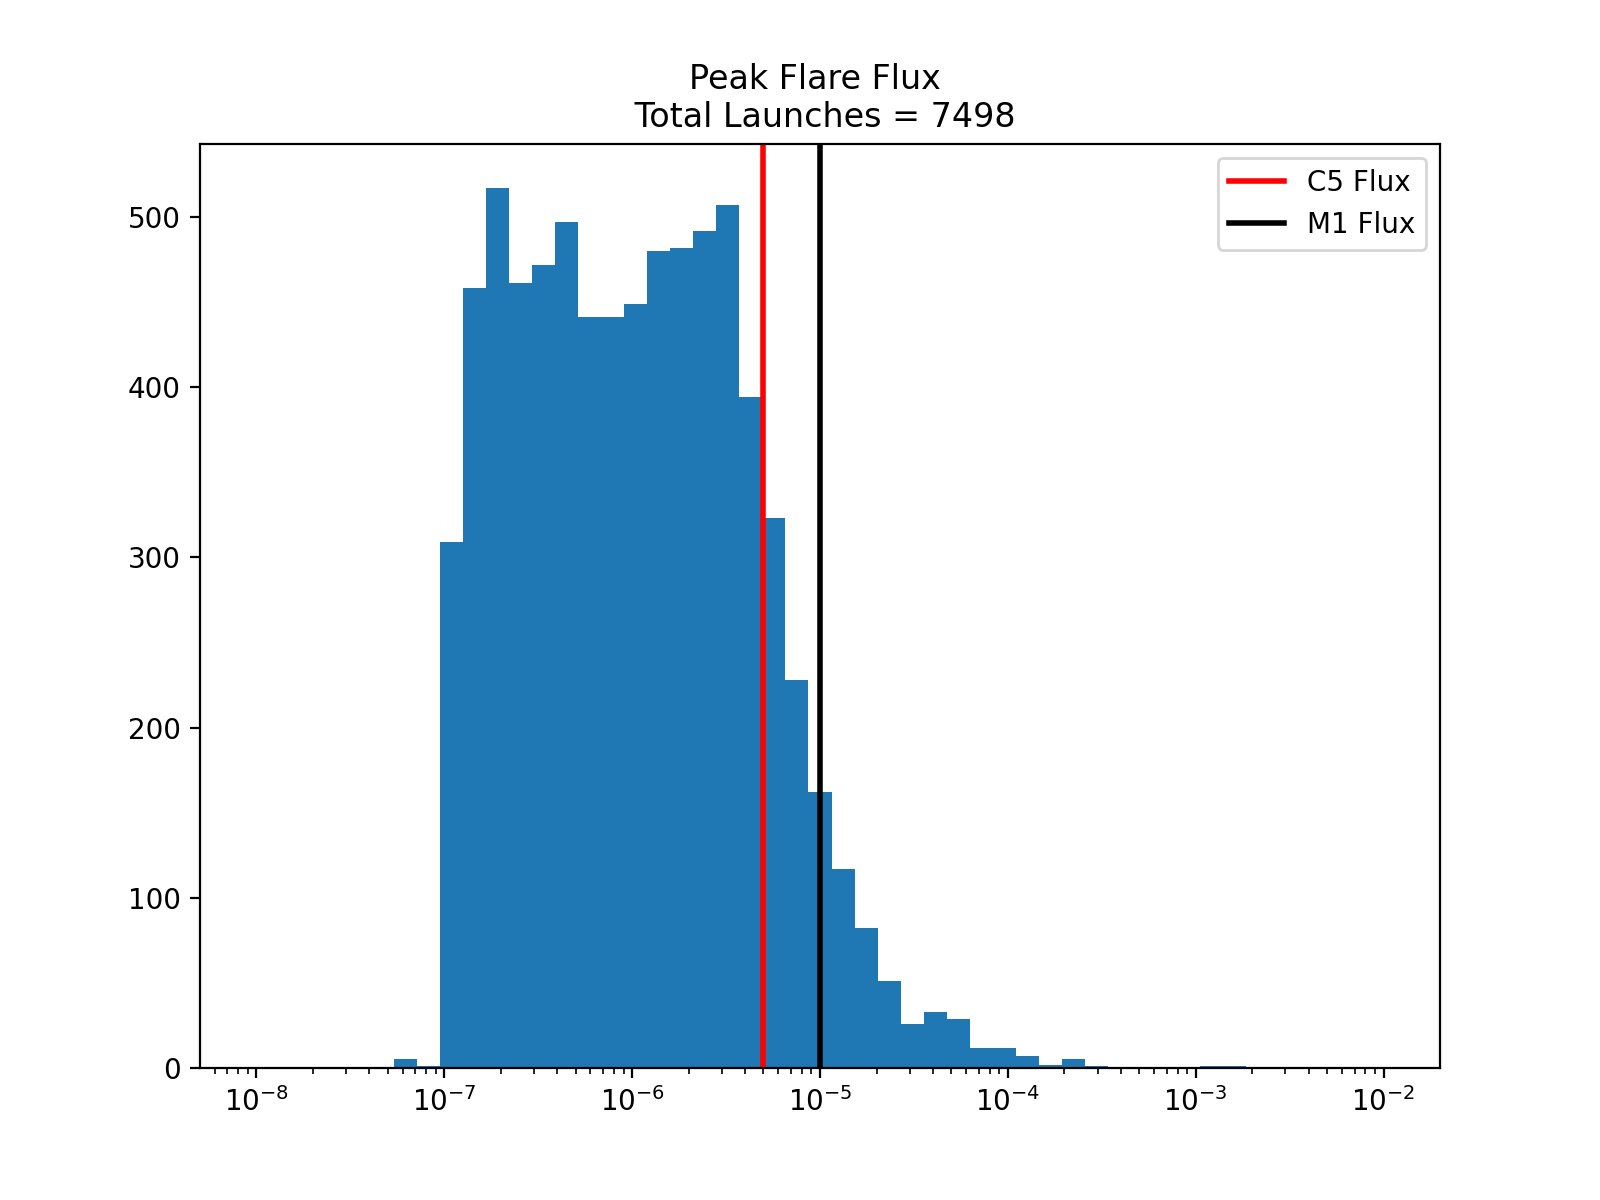 Peak Flare Flux
Total Launches = 7498
C5 Flux
M1 Flux
500
400
300
200
100
0
10⁻⁸ 10⁻⁷ 10⁻⁶ 10⁻⁵ 10⁻⁴ 10⁻³ 10⁻²